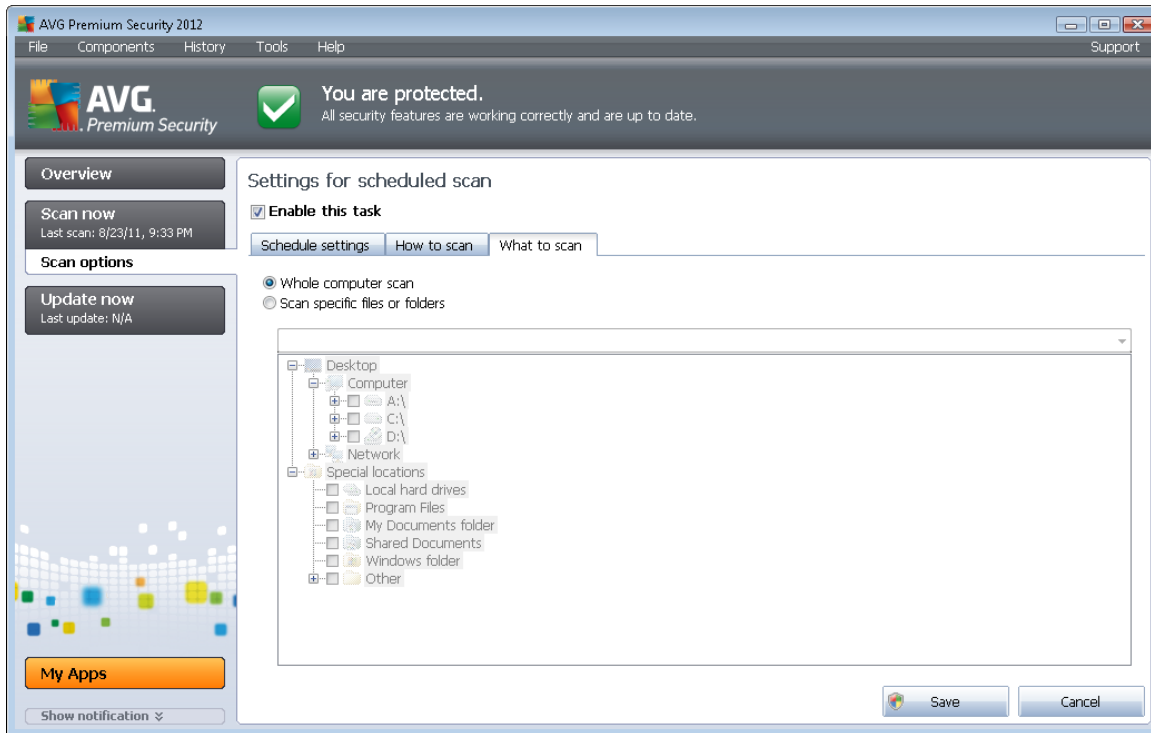 AVG Premium Security 2012
File Components History Tools Help Support
AVG.
Premium Security
You are protected.
All security features are working correctly and are up to date.
Overview
Scan now
Last scan: 8/23/11, 9:33 PM
Scan options
Update now
Last update: N/A
My Apps
Show notification
Settings for scheduled scan
Enable this task
Schedule settings How to scan What to scan
Whole computer scan
Scan specific files or folders
Desktop
Computer
A:\
C:\
D:\
Network
Special locations
Local hard drives
Program Files
My Documents folder
Shared Documents
Windows folder
Other
Save Cancel